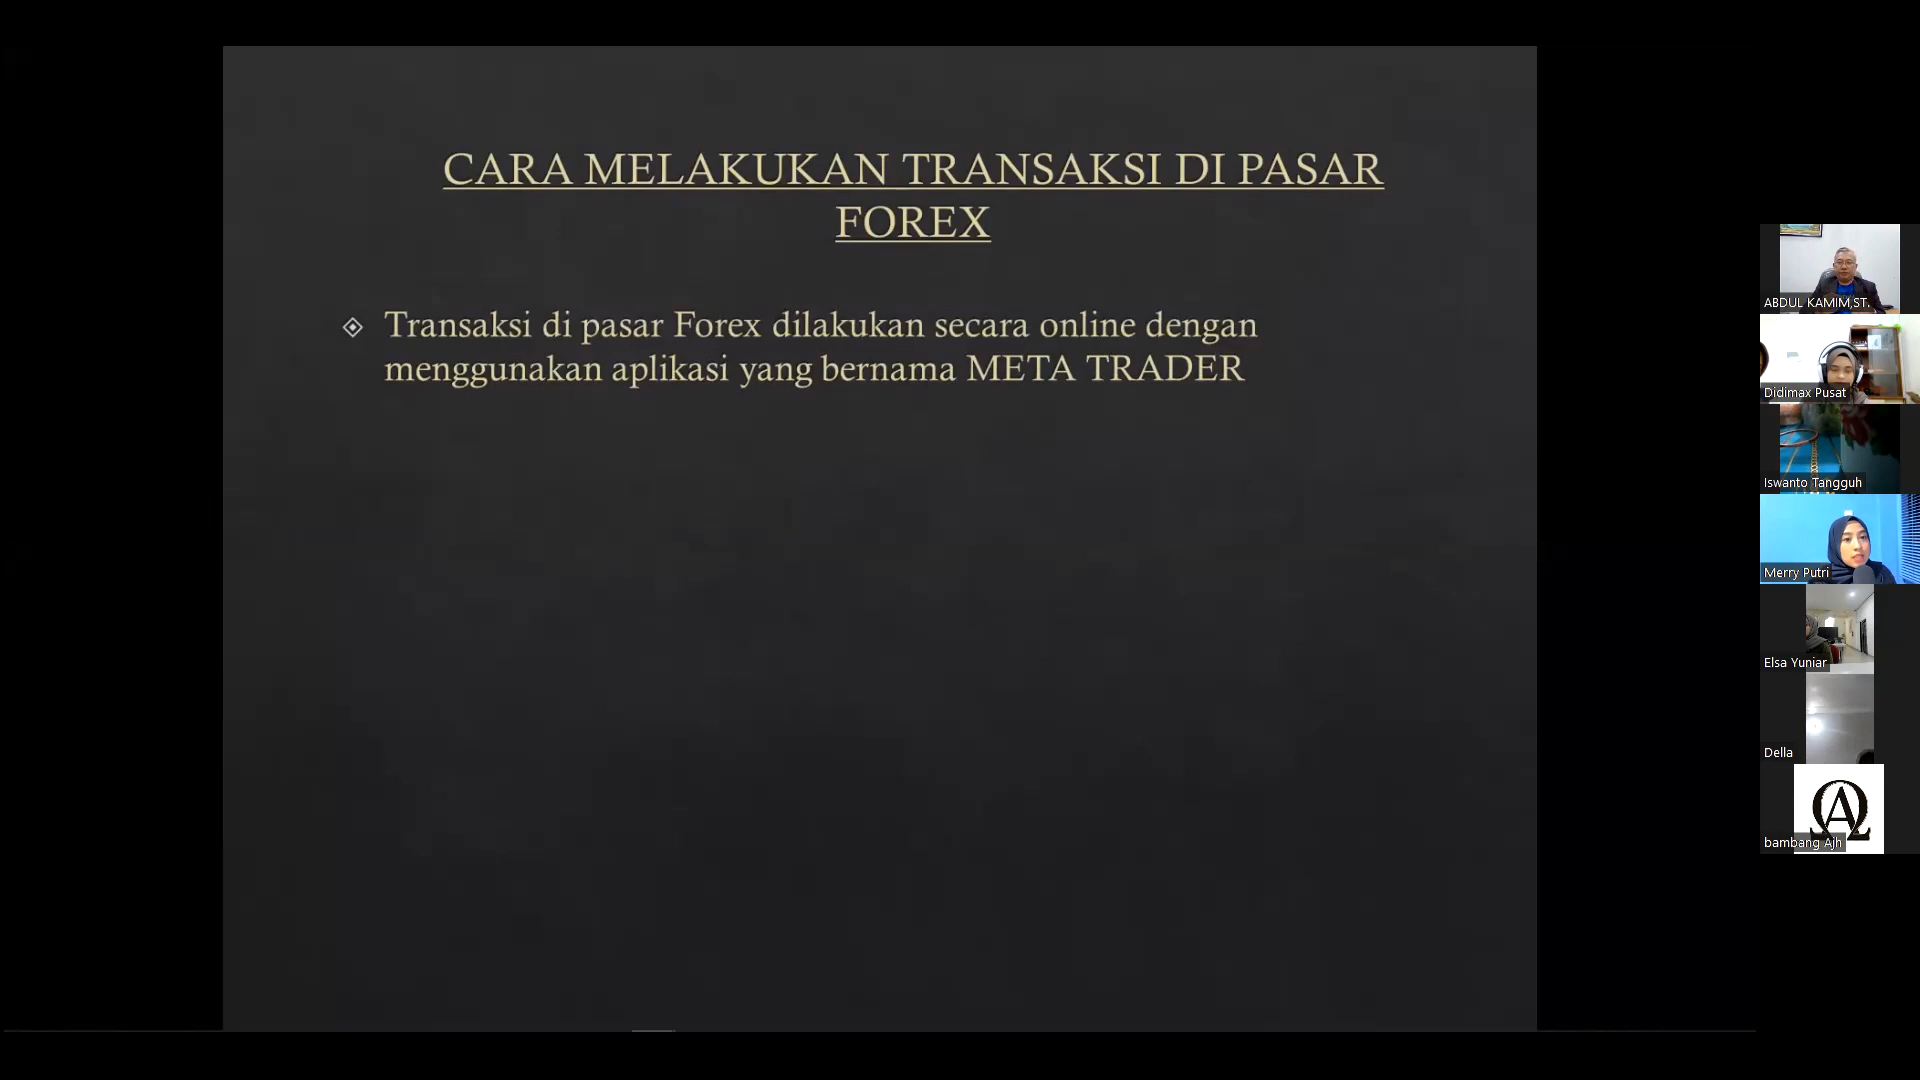 CARA MELAKUKAN TRANSAKSI DI PASAR
FOREX
Transaksi di pasar Forex dilakukan secara online dengan
menggunakan aplikasi yang bernama META TRADER
ABDUL KAMIM,ST.
Didimax Pusat
Iswanto Tangguh
Merry Putri
Elsa Yuniar
Della
bambang Ajh